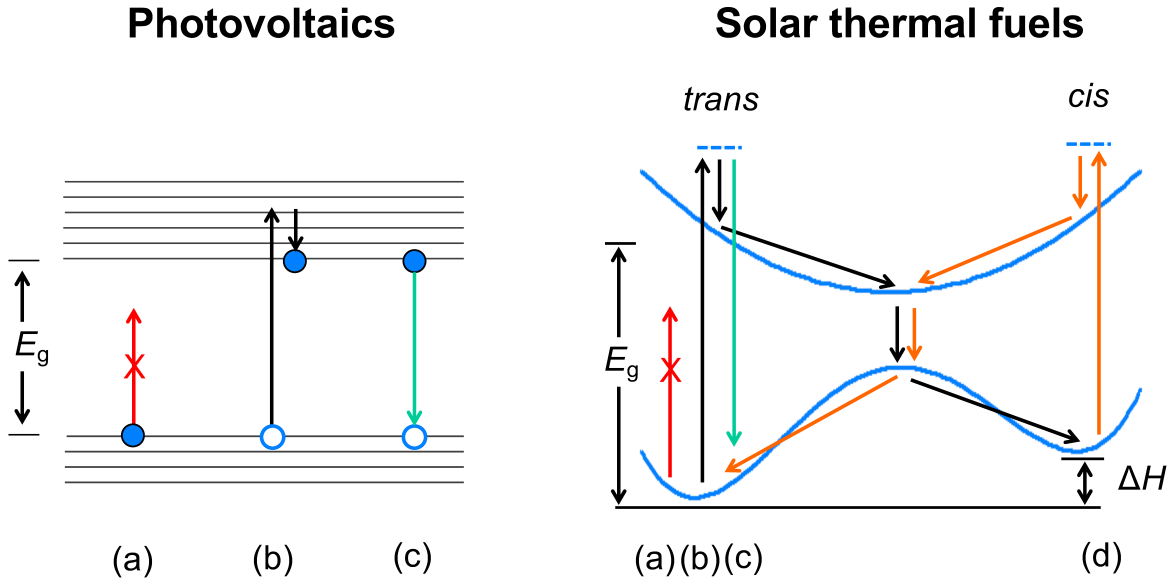 Photovoltaics
Solar thermal fuels
trans
cis
Eg
Eg
X
X
ΔH
(a)
(b)
(c)
(a)(b)(c)
(d)